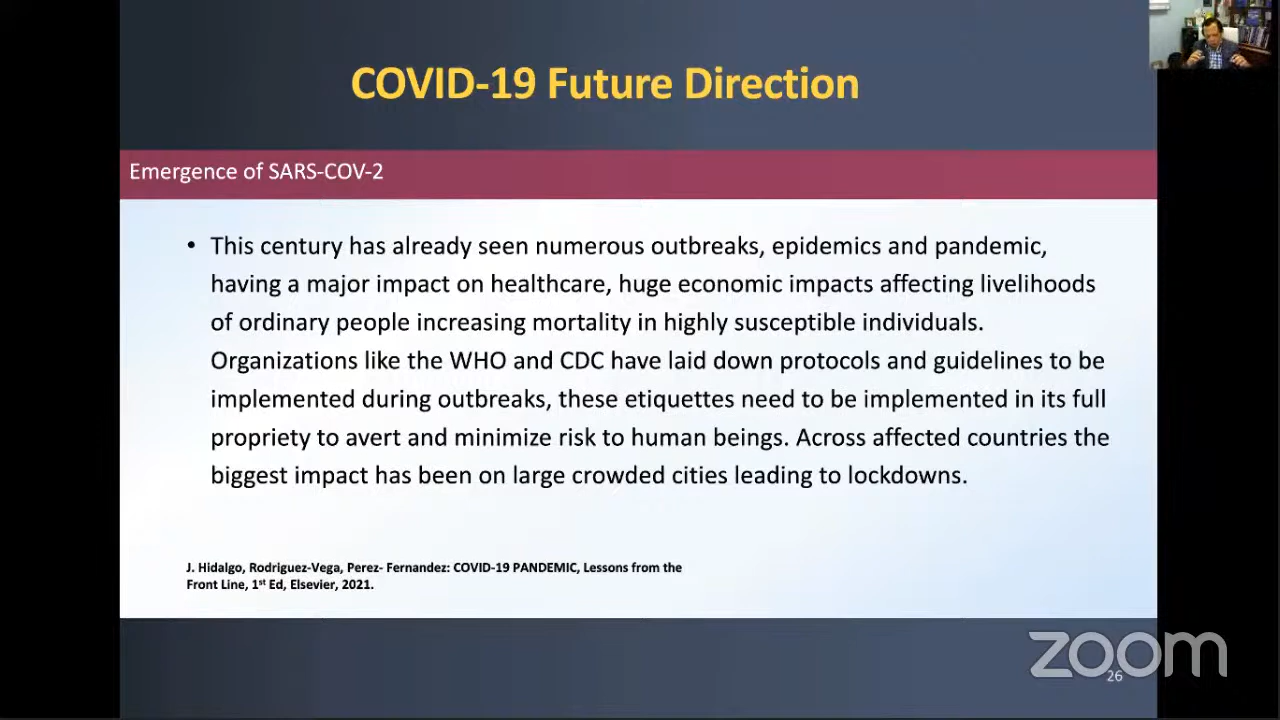 COVID-19 Future Direction
Emergence of SARS-COV-2
• This century has already seen numerous outbreaks, epidemics and pandemic,
having a major impact on healthcare, huge economic impacts affecting livelihoods
of ordinary people increasing mortality in highly susceptible individuals.
Organizations like the WHO and CDC have laid down protocols and guidelines to be
implemented during outbreaks, these etiquettes need to be implemented in its full
propriety to avert and minimize risk to human beings. Across affected countries the
biggest impact has been on large crowded cities leading to lockdowns.
J. Hidalgo, Rodriguez-Vega, Perez- Fernandez: COVID-19 PANDEMIC, Lessons from the
Front Line, 1st Ed, Elsevier, 2021.
zoom
26